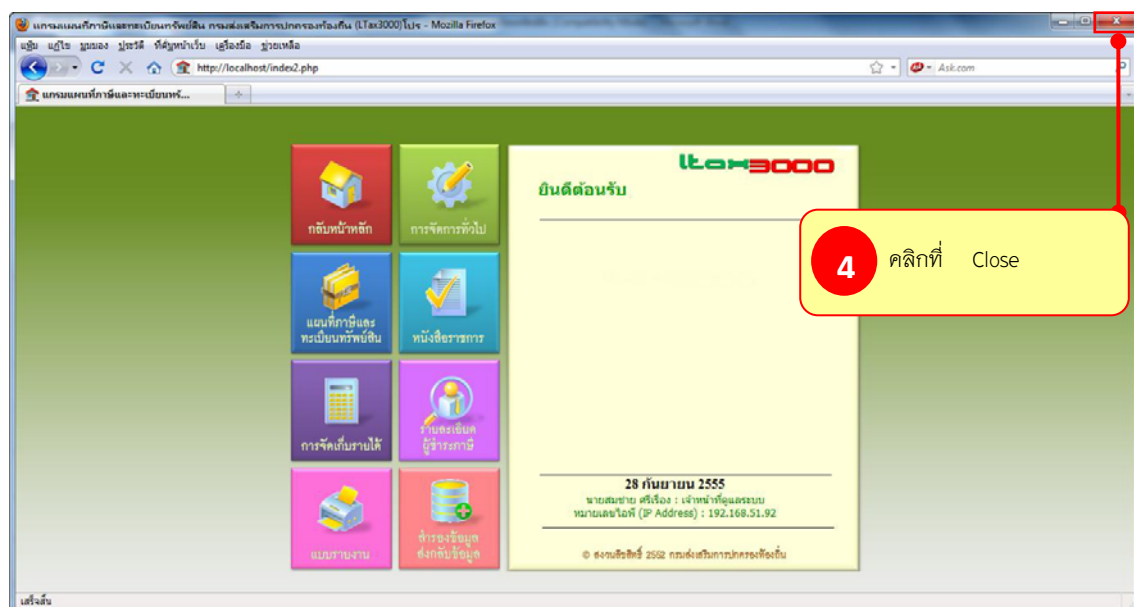 แกรมแผนที่ภาษีและทะเบียนทรัพย์สิน กรมส่งเสริมการปกครองท้องถิ่น (LTax3000)โปร - Mozilla Firefox
แฟ้ม แก้ไข มุมมอง ประวัติ ที่คั่นหน้าเว็บ เครื่องมือ ช่วยเหลือ
http://localhost/index2.php
Ask.com
แกรมแผนที่ภาษีและทะเบียนทร์...
ltax3000
ยินดีต้อนรับ
กลับหน้าหลัก
การจัดการทั่วไป
4 คลิกที่ Close
แผนที่ภาษีและ
ทะเบียนทรัพย์สิน
หนังสือราชการ
การจัดเก็บรายได้
รายละเอียด
ผู้ชำระภาษี
แบบรายงาน
สำรองข้อมูล
ส่งกลับข้อมูล
28 กันยายน 2555
นายสมชาย ศรีเรือง : เจ้าหน้าที่ดูแลระบบ
หมายเลขไอพี (IP Address) : 192.168.51.92
© สงวนลิขสิทธิ์ 2552 กรมส่งเสริมการปกครองท้องถิ่น
เสร็จสิ้น